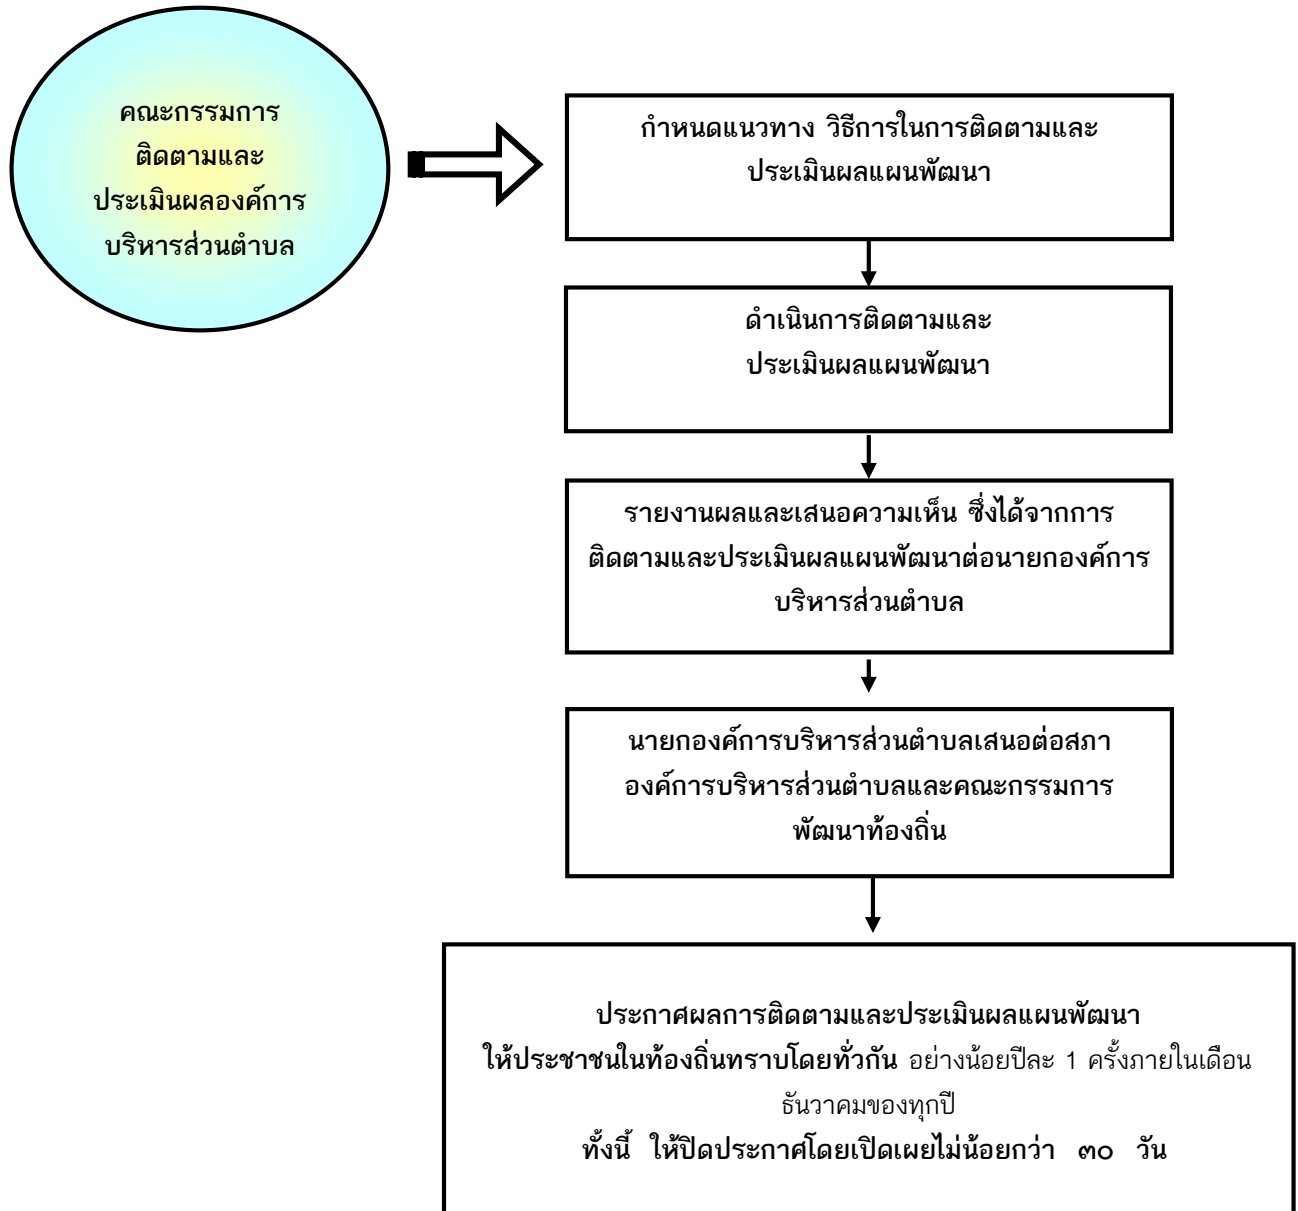 คณะกรรมการ
ติดตามและ
ประเมินผลองค์การ
บริหารส่วนตำบล
กำหนดแนวทาง วิธีการในการติดตามและ
ประเมินผลแผนพัฒนา
ดำเนินการติดตามและ
ประเมินผลแผนพัฒนา
รายงานผลและเสนอความเห็น ซึ่งได้จากการ
ติดตามและประเมินผลแผนพัฒนาต่อนายกองค์การ
บริหารส่วนตำบล
นายกองค์การบริหารส่วนตำบลเสนอต่อสภา
องค์การบริหารส่วนตำบลและคณะกรรมการ
พัฒนาท้องถิ่น
ประกาศผลการติดตามและประเมินผลแผนพัฒนา
ให้ประชาชนในท้องถิ่นทราบโดยทั่วกัน อย่างน้อยปีละ 1 ครั้งภายในเดือน
ธันวาคมของทุกปี
ทั้งนี้ ให้ปิดประกาศโดยเปิดเผยไม่น้อยกว่า ๓๐ วัน